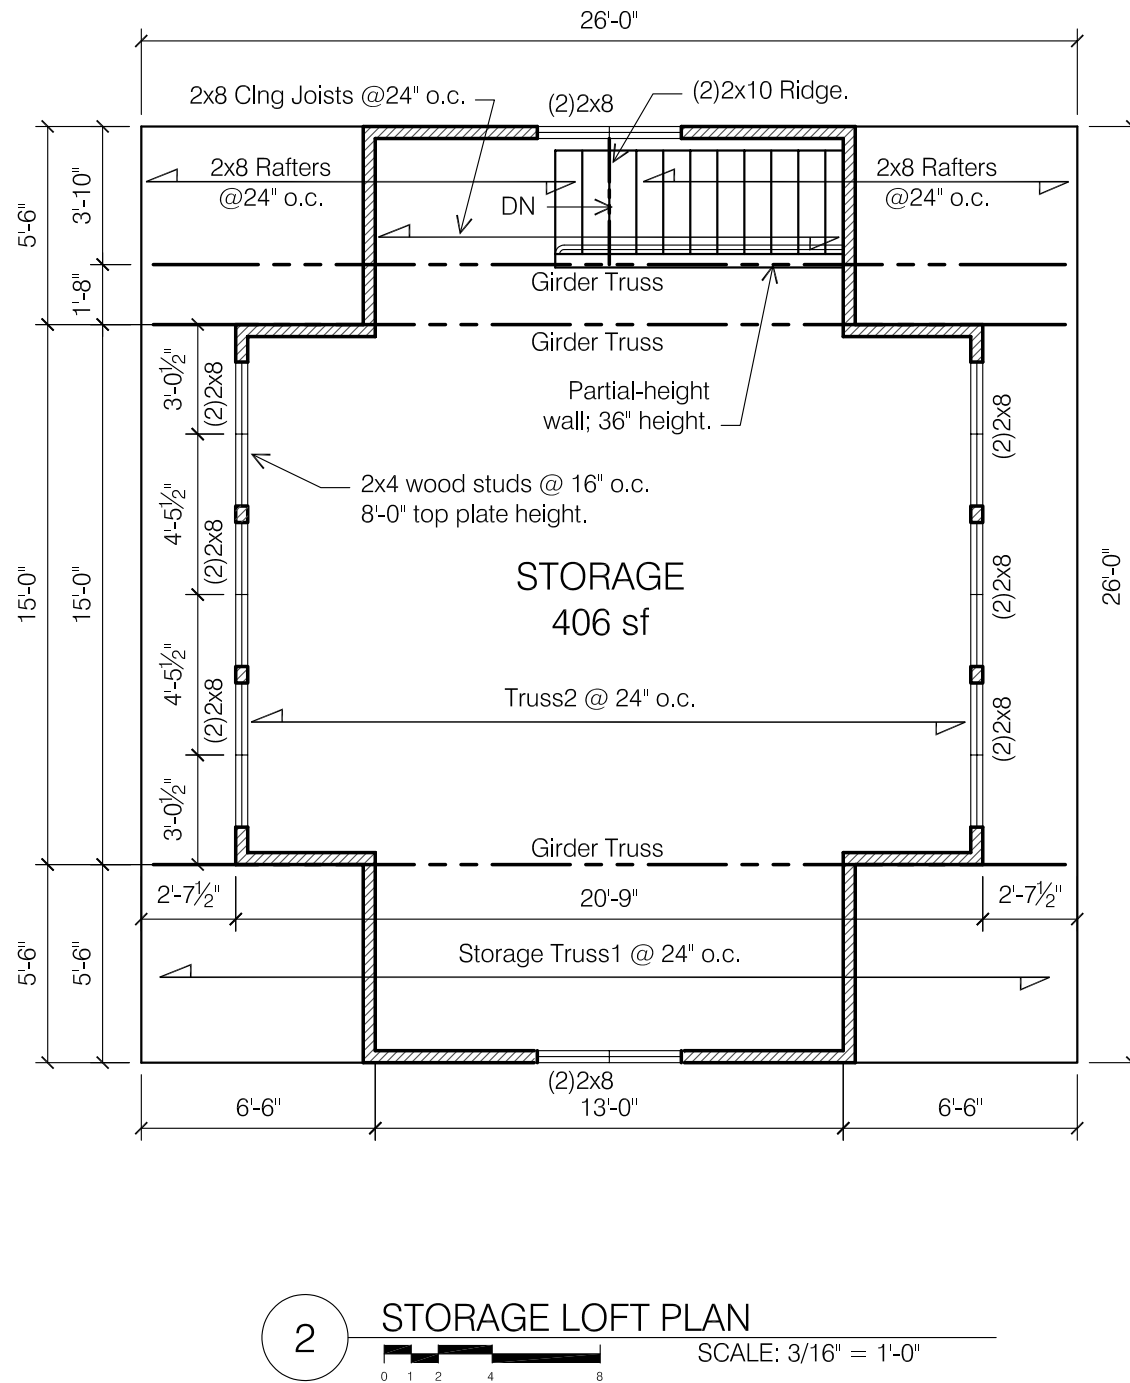 26'-0"
2x8 Clng Joists @24" o.c.
(2)2x8
(2)2x10 Ridge.
2x8 Rafters
@24" o.c.
2x8 Rafters
@24" o.c.
DN
5'-6"
3'-10"
1'-8"
Girder Truss
Girder Truss
Partial-height
wall; 36" height.
3'-0½"
(2)2x8
(2)2x8
2x4 wood studs @ 16" o.c.
8'-0" top plate height.
4'-5½"
(2)2x8
15'-0"
15'-0"
STORAGE
406 sf
(2)2x8
26'-0"
4'-5½"
(2)2x8
Truss2 @ 24" o.c.
(2)2x8
3'-0½"
Girder Truss
2'-7½"
20'-9"
2'-7½"
5'-6"
5'-6"
Storage Truss1 @ 24" o.c.
(2)2x8
6'-6"
13'-0"
6'-6"
2
STORAGE LOFT PLAN
SCALE: 3/16" = 1'-0"
0 1 2 4 8